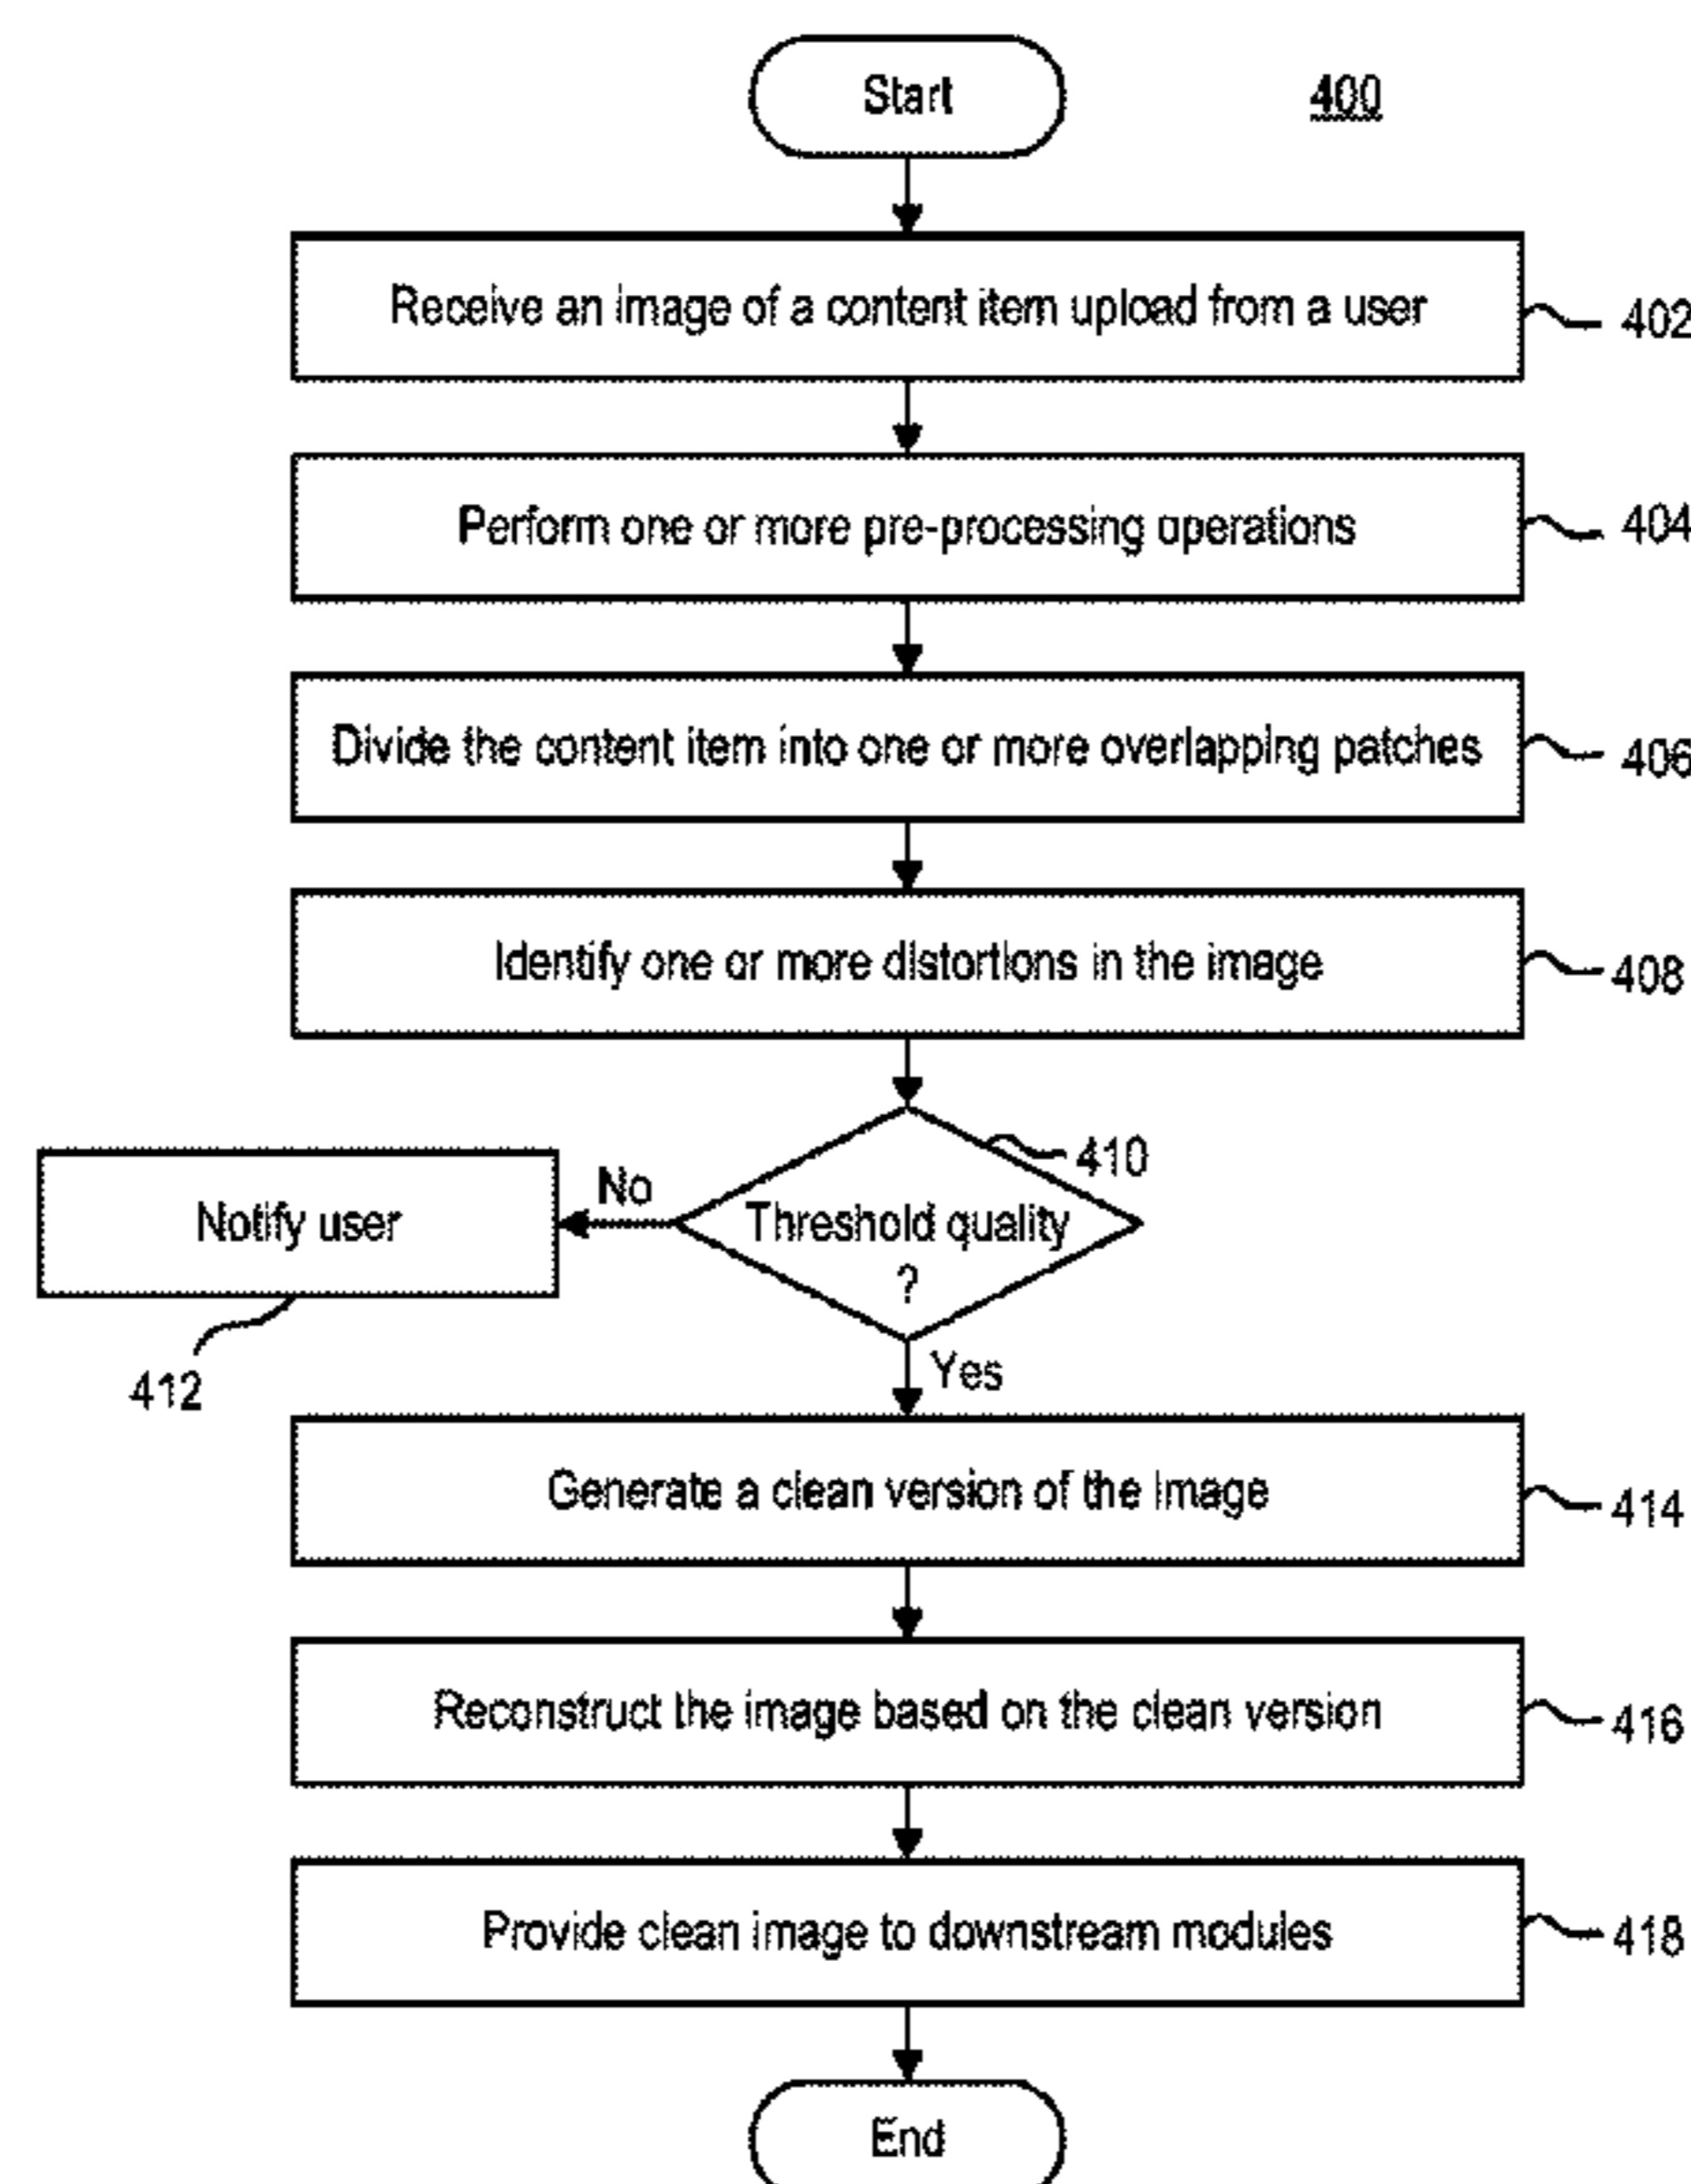 Start
400
Receive an image of a content item upload from a user
402
Perform one or more pre-processing operations
404
Divide the content item into one or more overlapping patches
406
Identify one or more distortions in the image
408
410
Threshold quality
?
No
Notify user
412
Yes
Generate a clean version of the image
414
Reconstruct the image based on the clean version
416
Provide clean image to downstream modules
418
End